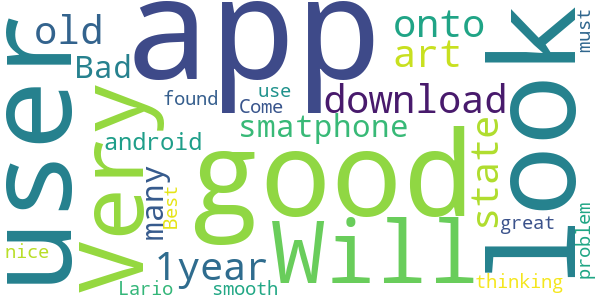 user
old
Bad
app
onto
art
look
must
found
use
Come
download
smatphone
android
Very
many
Best
good
state
great
problem
nice
1year
Will
thinking
Lario
smooth